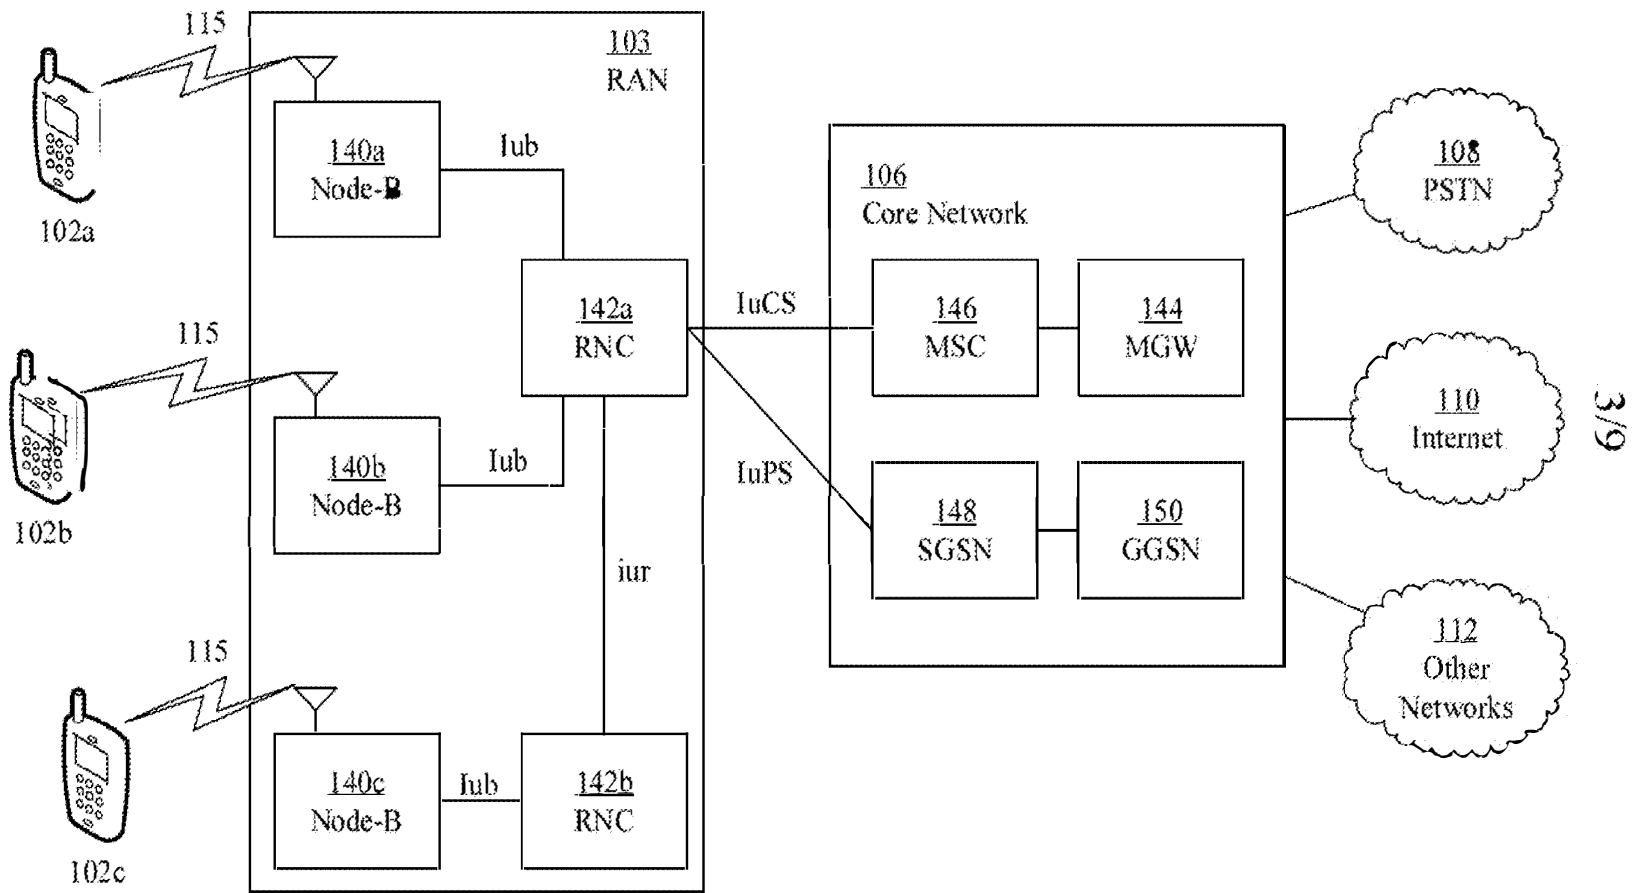 115
103
RAN
102a
140a
Node-B
Iub
106
Core Network
108
PSTN
142a
RNC
IuCS
146
MSC
144
MGW
115
102b
140b
Node-B
Iub
IuPS
148
SGSN
150
GGSN
110
Internet
3/9
iur
115
102c
140c
Node-B
Iub
142b
RNC
112
Other
Networks